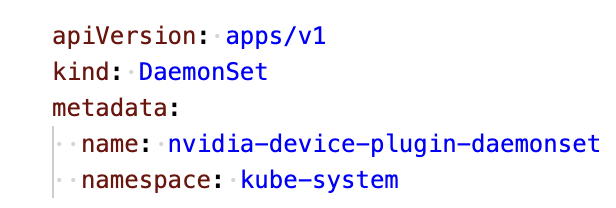 apiVersion: apps/v1
kind: DaemonSet
metadata:
  name: nvidia-device-plugin-daemonset
  namespace: kube-system